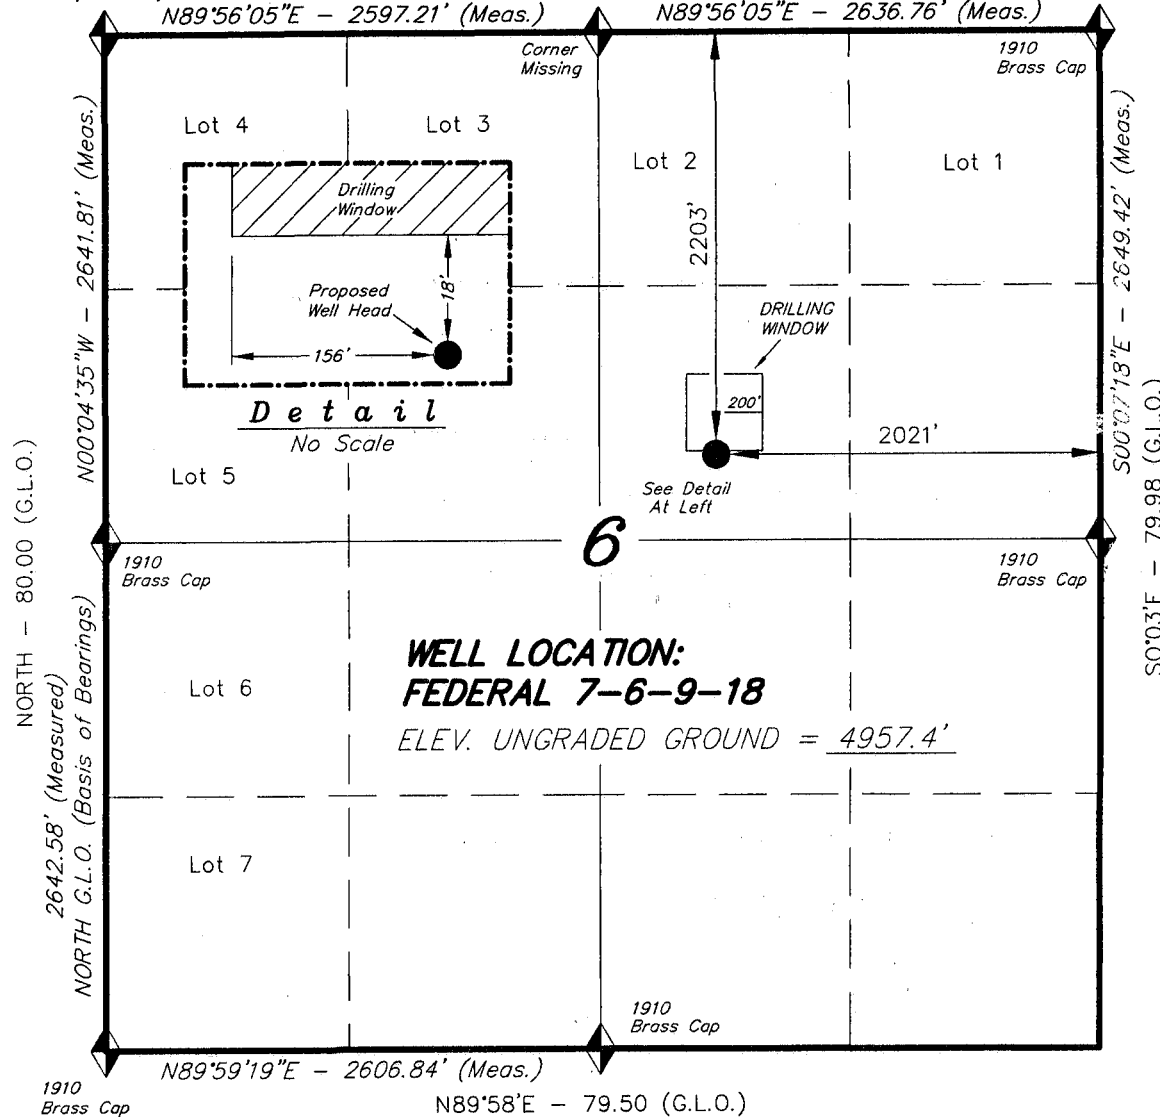 N89°56'05"E - 2597.21' (Meas.)
N89°56'05"E - 2636.76' (Meas.)
Corner
Missing
1910
Brass Cap
Lot 4
Lot 3
Lot 2
Lot 1
N00°04'35"W - 2641.81' (Meas.)
S00°07'18"E - 2649.42' (Meas.)
Drilling
Window
2203'
Proposed
Well Head
18'
156'
DRILLING
WINDOW
200'
2021'
Detail
No Scale
See Detail
At Left
Lot 5
6
NORTH - 80.00 (G.L.O.)
S0°03'E - 79.98 (G.L.O.)
1910
Brass Cap
1910
Brass Cap
2642.58' (Measured)
NORTH G.L.O. (Basis of Bearings)
WELL LOCATION:
FEDERAL 7-6-9-18
ELEV. UNGRADED GROUND = 4957.4'
Lot 6
Lot 7
1910
Brass Cap
N89°59'19"E - 2606.84' (Meas.)
1910
Brass Cap
N89°58'E - 79.50 (G.L.O.)